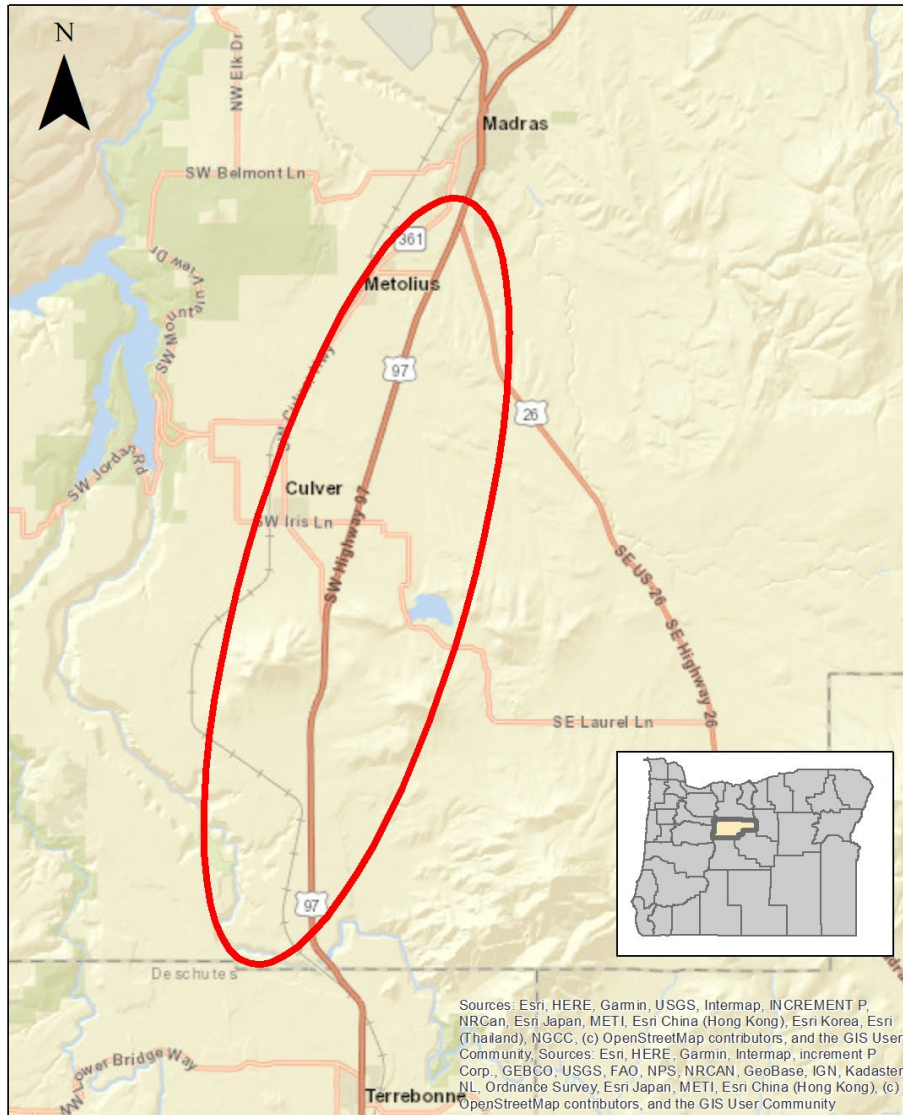 N
NW Elk Dr
Madras
SW Belmont Ln
361
SW Mountain View Dr
Metolius
97
26
SW Culver Hwy
SW Jordan Rd
Culver
SW Iris Ln
SW Highway 97
SE US 26
SE Highway 26
SE Laurel Ln
97
Deschutes
NW Lower Bridge Way
Terrebonne
Sources: Esri, HERE, Garmin, USGS, Intermap, INCREMENT P,
NRCan, Esri Japan, METI, Esri China (Hong Kong), Esri Korea, Esri
(Thailand), NGCC, (c) OpenStreetMap contributors, and the GIS User
Community, Sources: Esri, HERE, Garmin, Intermap, increment P
Corp., GEBCO, USGS, FAO, NPS, NRCAN, GeoBase, IGN, Kadaster
NL, Ordnance Survey, Esri Japan, METI, Esri China (Hong Kong), (c)
OpenStreetMap contributors, and the GIS User Community